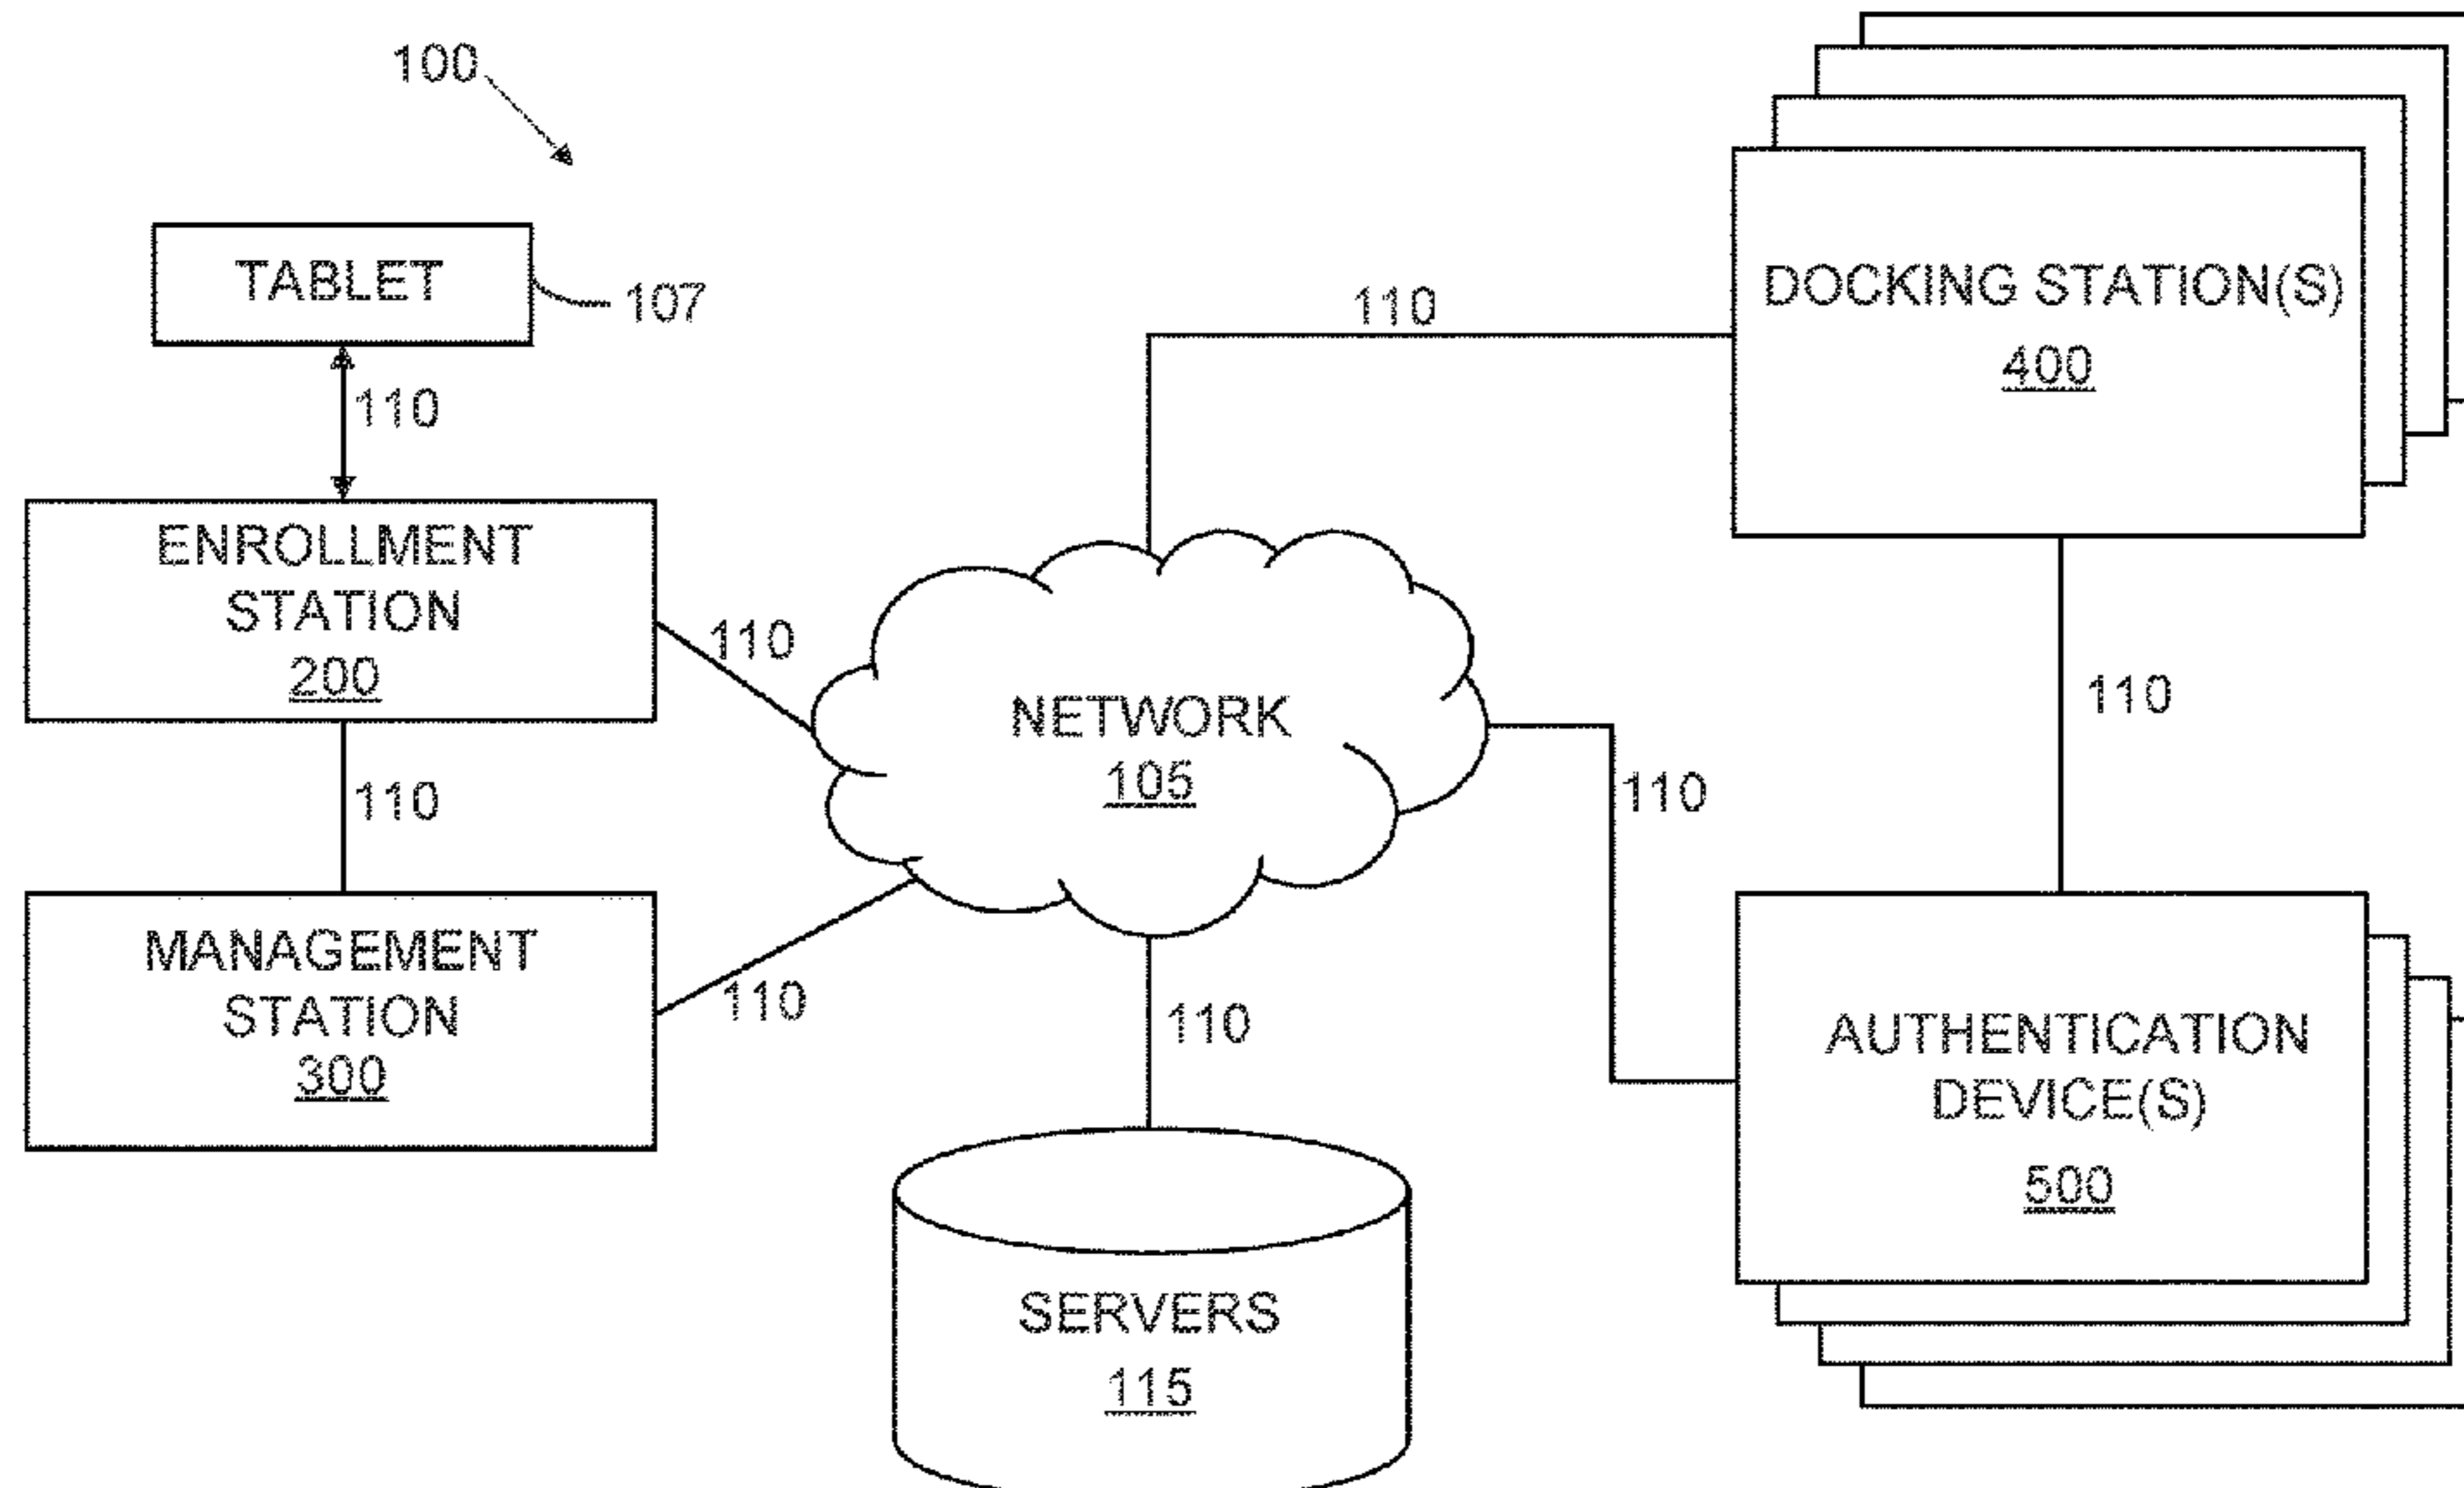 100
TABLET
107
110
ENROLLMENT
STATION
200
110
110
MANAGEMENT
STATION
300
110
NETWORK
105
110
SERVERS
115
110
DOCKING STATION(S)
400
110
110
AUTHENTICATION
DEVICE(S)
500